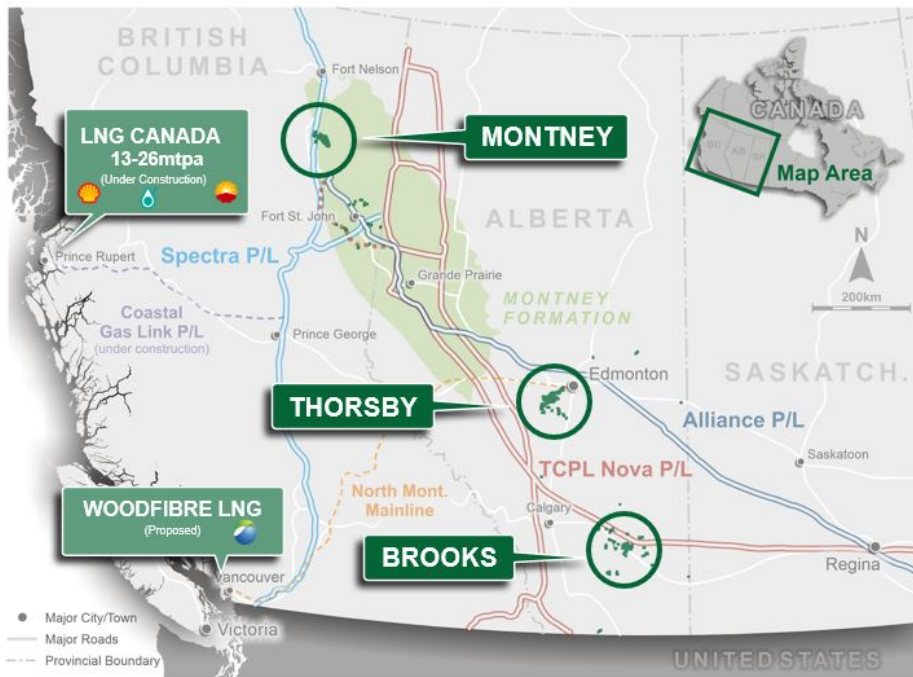 BRITISH
COLUMBIA
Fort Nelson
LNG CANADA
13-26mtpa
(Under Construction)
MONTNEY
CANADA
BC
AB
SK
Map Area
Fort St. John
ALBERTA
N
200km
Prince Rupert
Spectra P/L
Grande Prairie
MONTNEY
FORMATION
Coastal
Gas Link P/L
(under construction)
Prince George
SASKATCH.
Edmonton
THORSBY
Alliance P/L
Saskatoon
TCPL Nova P/L
North Mont.
Mainline
WOODFIBRE LNG
(Proposed)
Calgary
BROOKS
Regina
Vancouver
Major City/Town
Major Roads
Provincial Boundary
Victoria
UNITED STATES